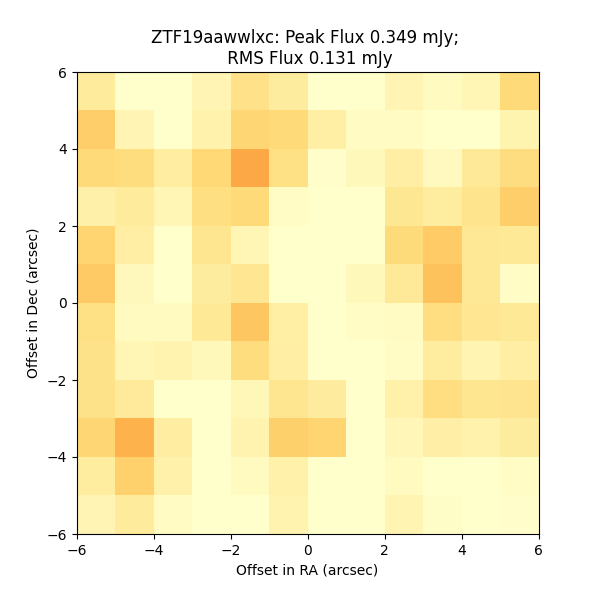 ZTF19aawwlxc: Peak Flux 0.349 mJy;
RMS Flux 0.131 mJy
6
4
2
0
−2
−4
−6
Offset in Dec (arcsec)
−6 −4 −2 0 2 4 6
Offset in RA (arcsec)